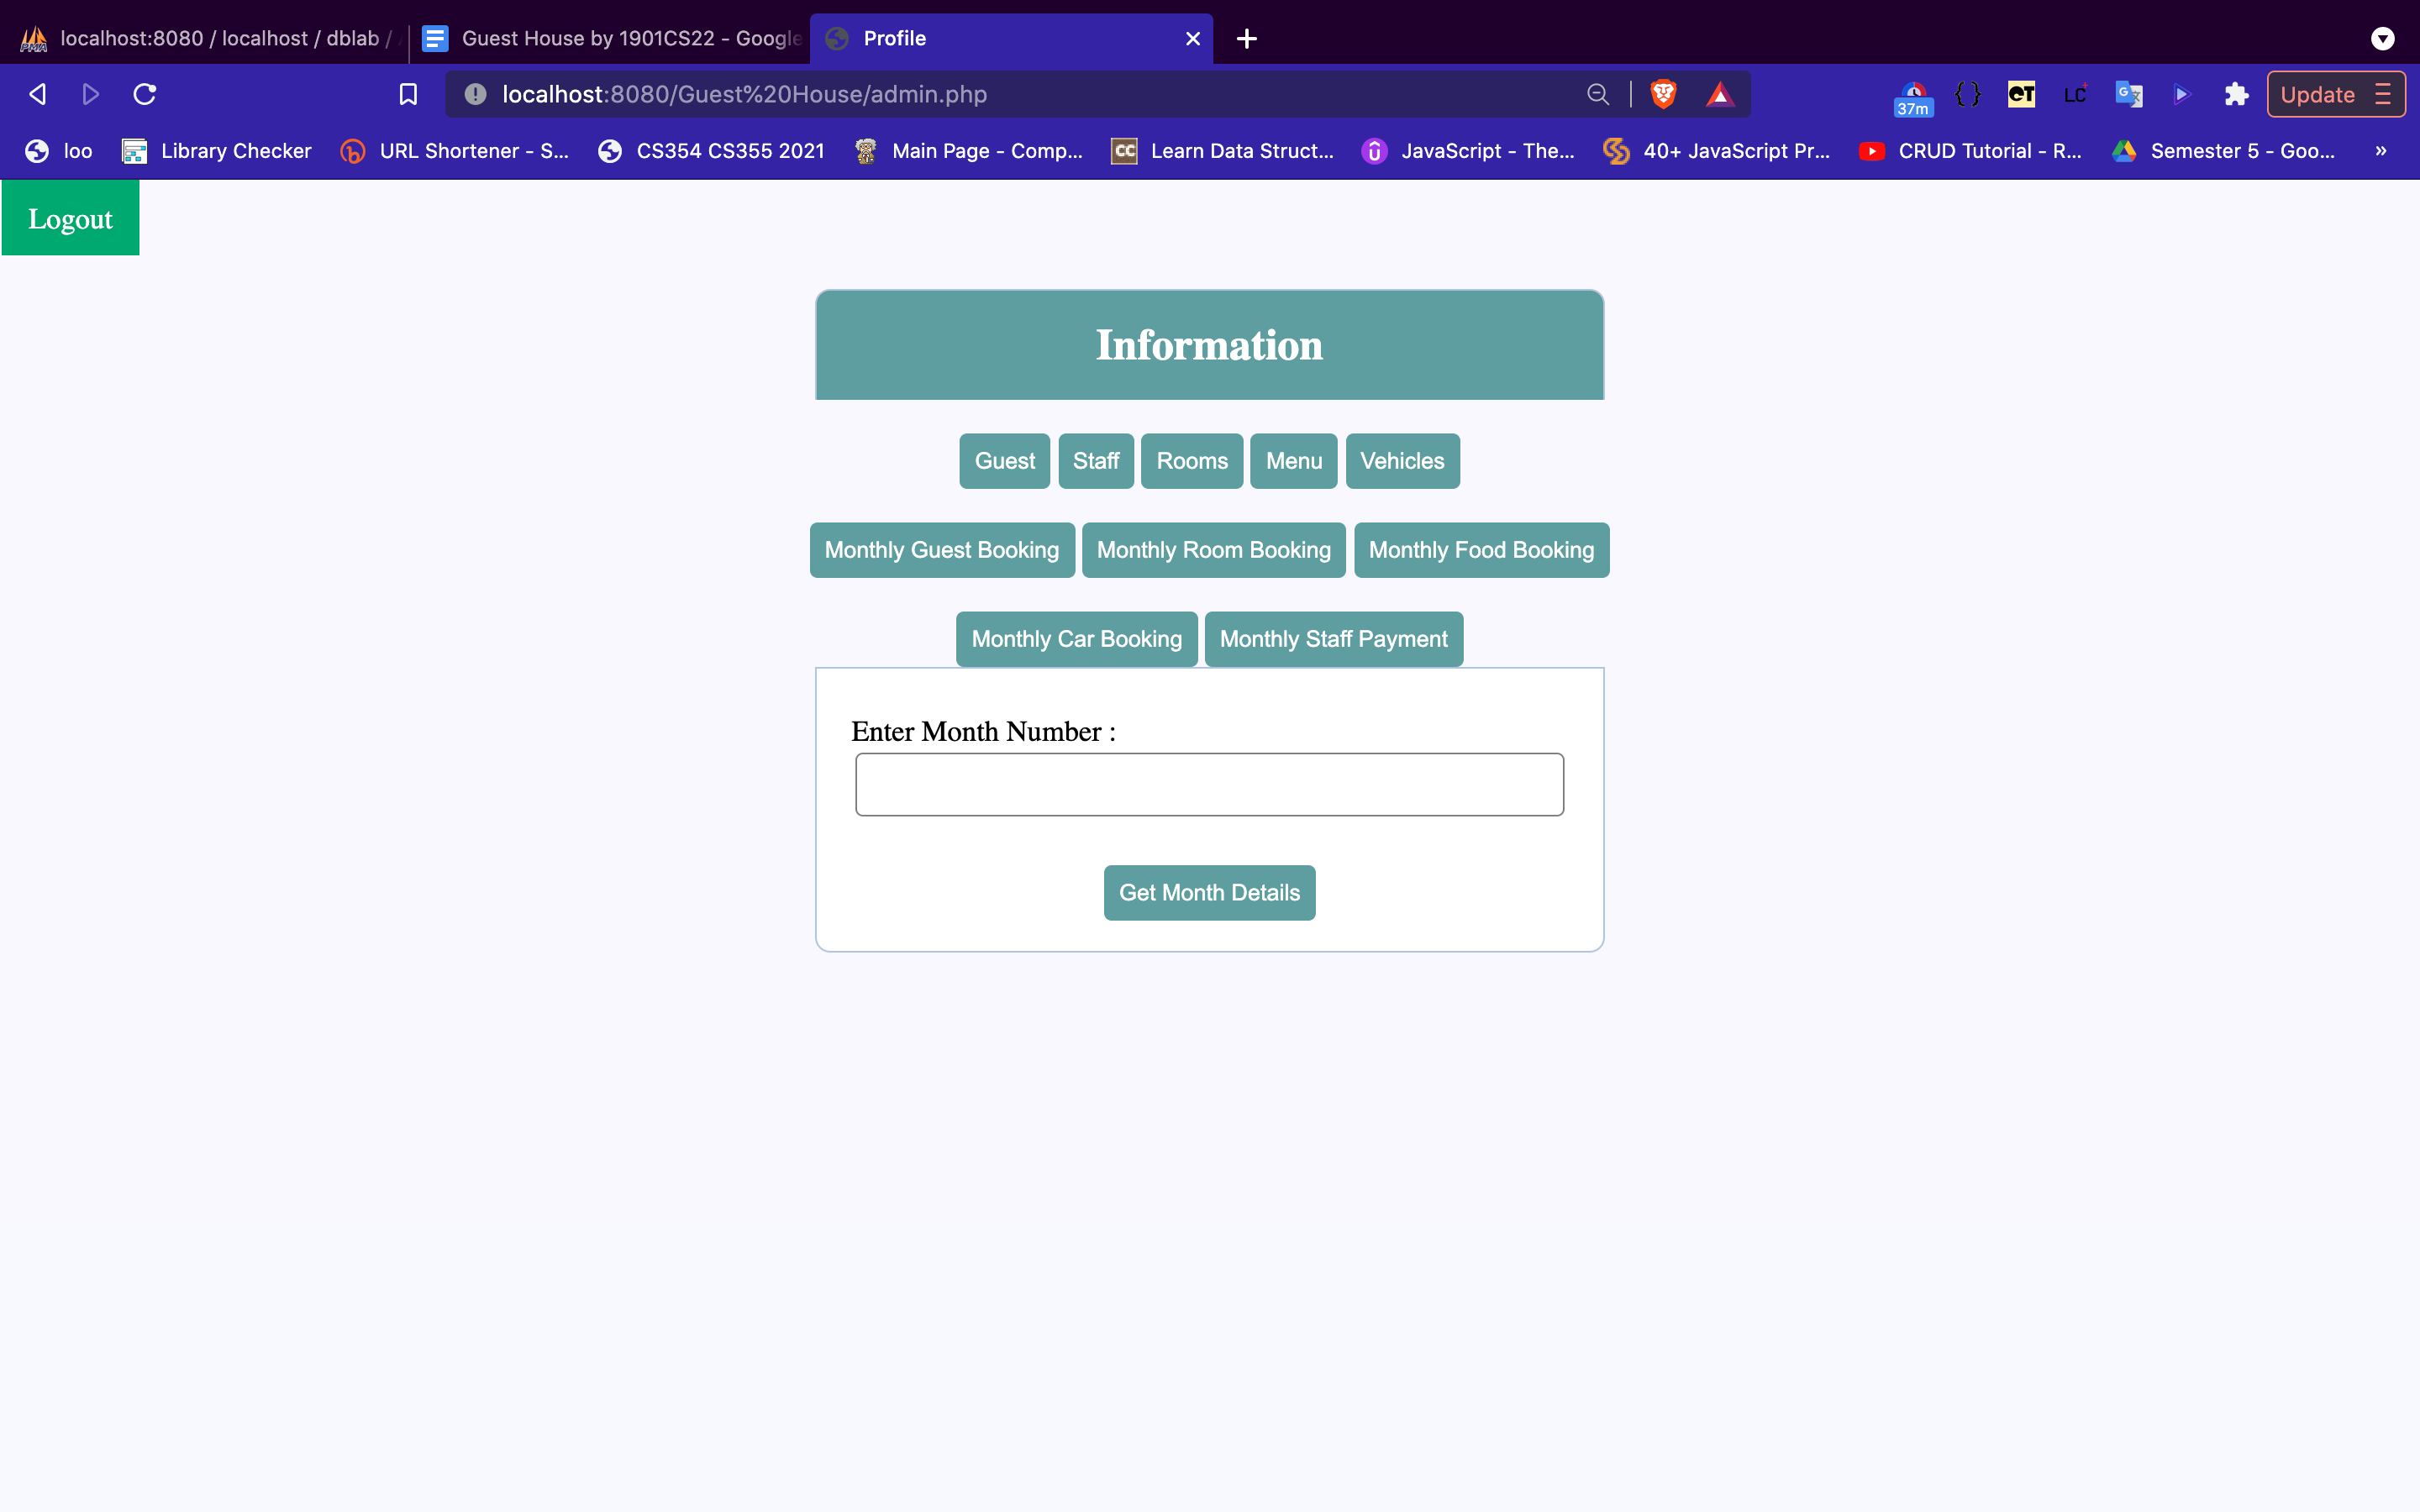 localhost:8080 / localhost / dblab /
Guest House by 1901CS22 - Google
Profile
localhost:8080/Guest%20House/admin.php
37m
LC
Update
loo
Library Checker
URL Shortener - S...
CS354 CS355 2021
Main Page - Comp...
CC
Learn Data Struct...
JavaScript - The...
40+ JavaScript Pr...
CRUD Tutorial - R...
Semester 5 - Goo...
»
Logout
Information
Guest Staff Rooms Menu Vehicles
Monthly Guest Booking Monthly Room Booking Monthly Food Booking
Monthly Car Booking Monthly Staff Payment
Enter Month Number :
Get Month Details